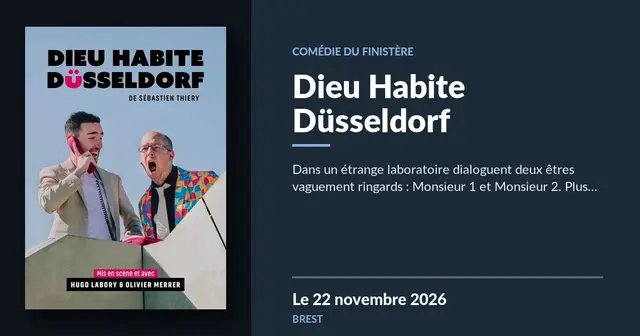 DIEU HABITE
DÜSSELDORF
DE SÉBASTIEN THIERY
Mis en scène et avec
HUGO LABORY & OLIVIER MERRER
COMÉDIE DU FINISTÈRE
Dieu Habite
Düsseldorf
Dans un étrange laboratoire dialoguent deux êtres
vaguement ringards : Monsieur 1 et Monsieur 2. Plus...
Le 22 novembre 2026
BREST